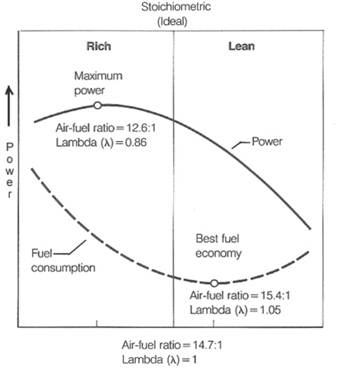 Stoichiometric
(Ideal)
Rich
Lean
Maximum
power
Air-fuel ratio = 12.6:1
Lambda (λ) = 0.86
Power
Power
Fuel
consumption
Best fuel
economy
Air-fuel ratio = 15.4:1
Lambda (λ) = 1.05
Air-fuel ratio = 14.7:1
Lambda (λ) = 1